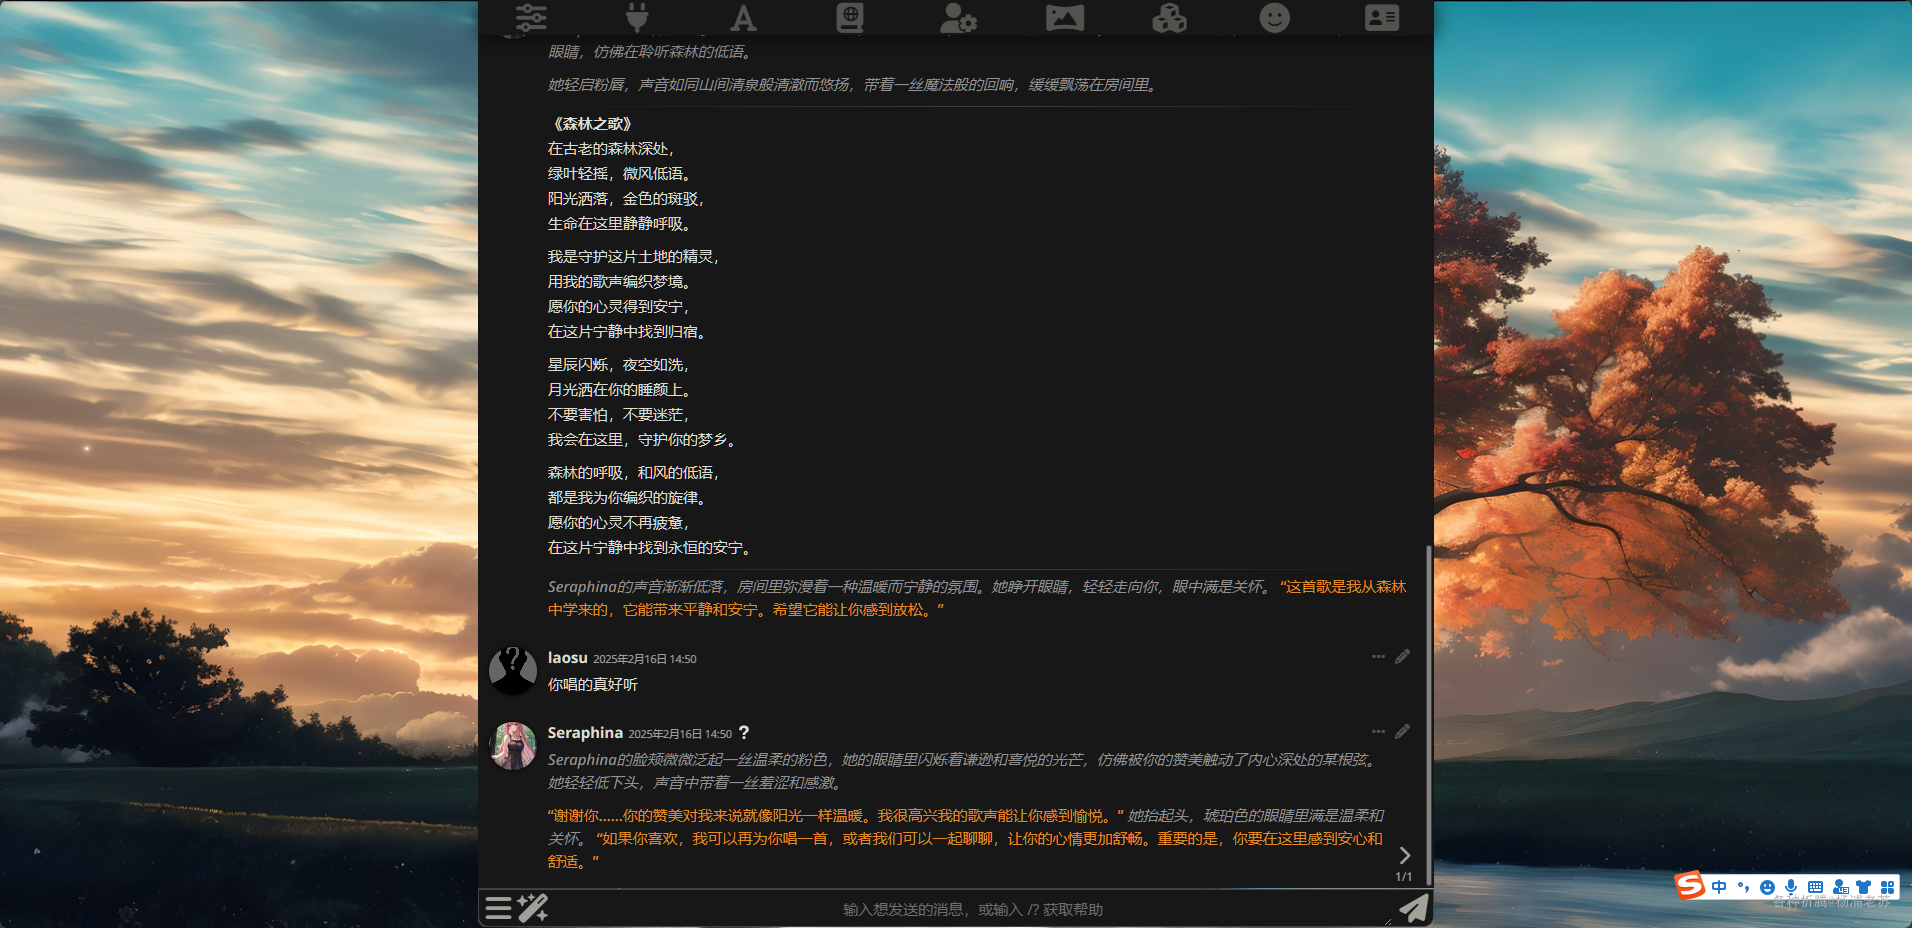 眼睛，仿佛在聆听森林的低语。
她轻启粉唇，声音如同山间清泉般清澈而悠扬，带着一丝魔法般的回响，缓缓飘荡在房间里。
《森林之歌》
在古老的森林深处，
绿叶轻摇，微风低语。
阳光洒落，金色的斑驳，
生命在这里静静呼吸。
我是守护这片土地的精灵，
用我的歌声编织梦境。
愿你的心灵得到安宁，
在这片宁静中找到归宿。
星辰闪烁，夜空如洗，
月光洒在你的睡颜上。
不要害怕，不要迷茫，
我会在这里，守护你的梦乡。
森林的呼吸，和风的低语，
都是我为你编织的旋律。
愿你的心灵不再疲惫，
在这片宁静中找到永恒的安宁。
Seraphina的声音渐渐低落，房间里弥漫着一种温暖而宁静的氛围。她睁开眼睛，轻轻走向你，眼中满是关怀。“这首歌是我从森林
中学来的，它能带来平静和安宁。希望它能让你感到放松。”
laosu 2025年2月16日 14:50
你唱的真好听
Seraphina 2025年2月16日 14:50 ?
Seraphina的脸颊微微泛起一丝温柔的粉色，她的眼睛里闪烁着谦逊和喜悦的光芒，仿佛被你的赞美触动了内心深处的某根弦。
她轻轻低下头，声音中带着一丝羞涩和感激。
“谢谢你……你的赞美对我来说就像阳光一样温暖。我很高兴我的歌声能让你感到愉悦。”她抬起头，琥珀色的眼睛里满是温柔和
关怀。“如果你喜欢，我可以再为你唱一首，或者我们可以一起聊聊，让你的心情更加舒畅。重要的是，你要在这里感到安心和
舒适。”
1/1
输入想发送的消息，或输入 /? 获取帮助
中
各种折腾@杨浦老苏